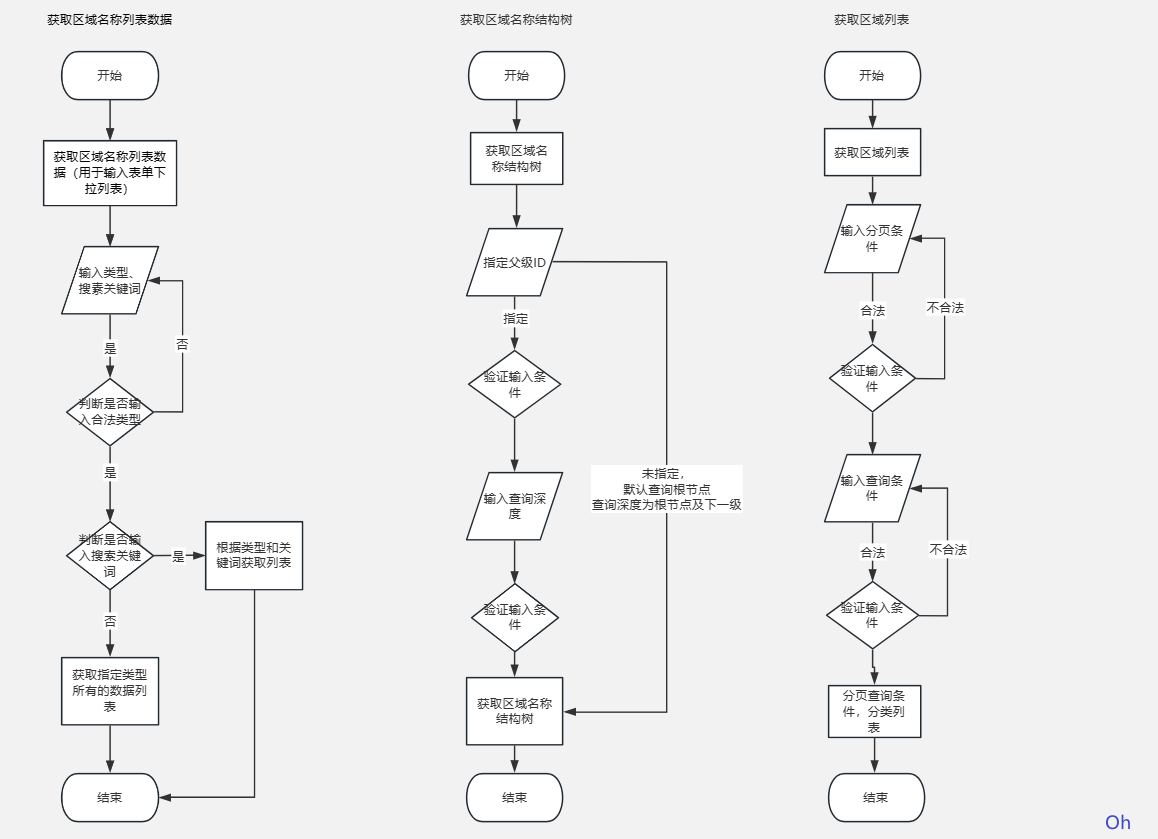 获取区域名称列表数据
开始
获取区域名称列表数
据（用于输入表单下
拉列表）
输入类型、
搜素关键词
是
否
判断是否输
入合法类型
是
判断是否输
入搜索关键
词
是
根据类型和关
键词获取列表
否
获取指定类型
所有的数据列
表
结束
获取区域名称结构树
开始
获取区域名
称结构树
指定父级ID
指定
验证输入条
件
输入查询深
度
未指定，
默认查询根节点
查询深度为根节点及下一级
验证输入条
件
获取区域名称
结构树
结束
获取区域列表
开始
获取区域列表
输入分页条
件
合法
不合法
验证输入条
件
输入查询条
件
合法
不合法
验证输入条
件
分页查询条
件，分类列
表
结束
Oh